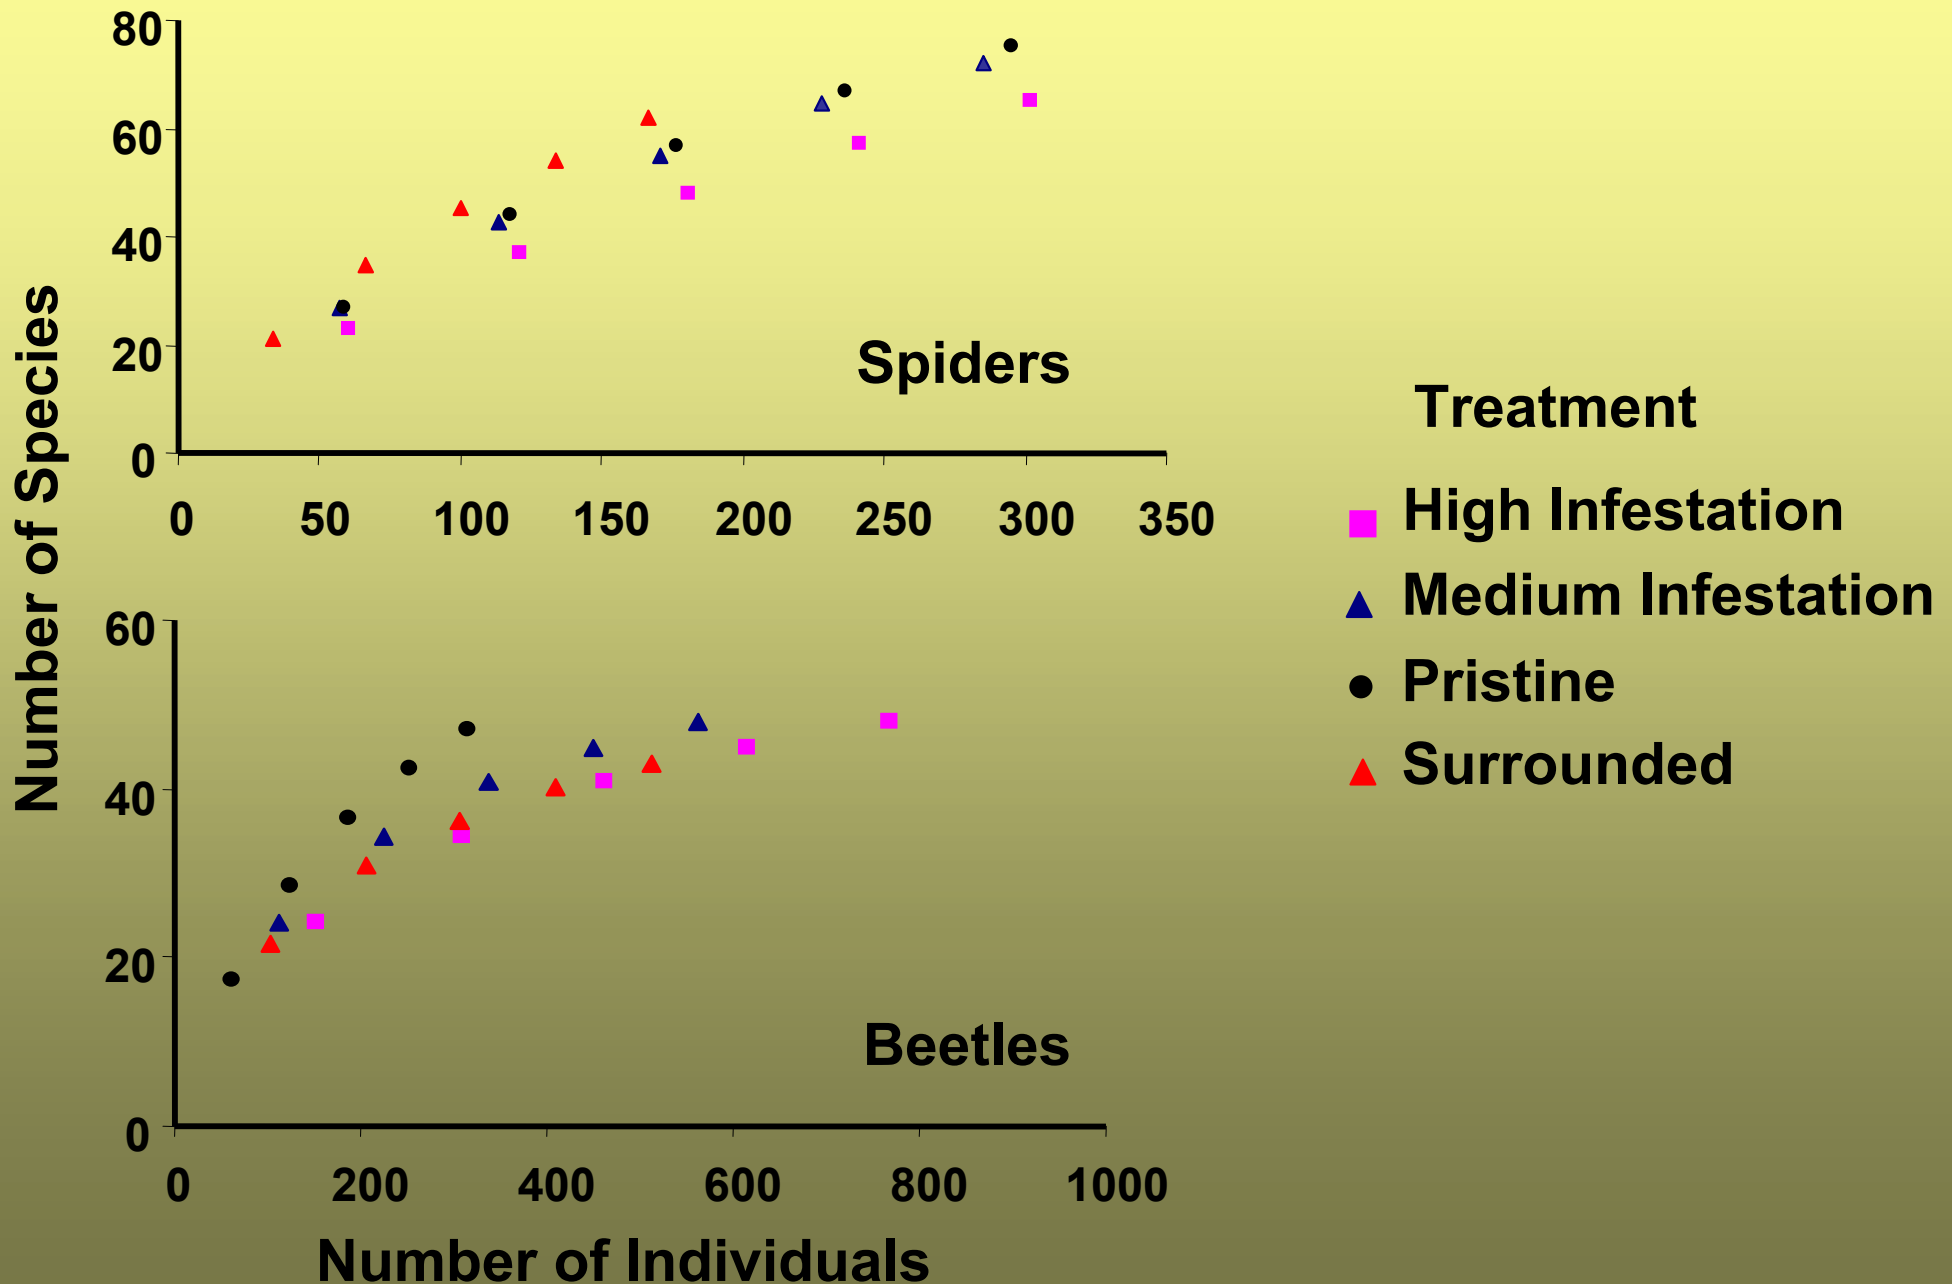 80
60
40
20
0
Spiders
0 50 100 150 200 250 300 350
Number of Species
60
40
20
0
Beetles
0 200 400 600 800 1000
Number of Individuals
Treatment
High Infestation
Medium Infestation
Pristine
Surrounded